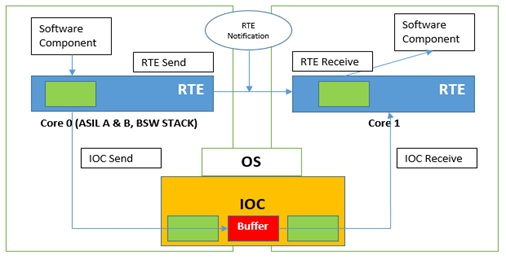 Software
Component
RTE
Notification
Software
Component
RTE Send
RTE Receive
RTE
RTE
Core 0 (ASIL A & B, BSW STACK)
Core 1
IOC Send
OS
IOC Receive
IOC
Buffer